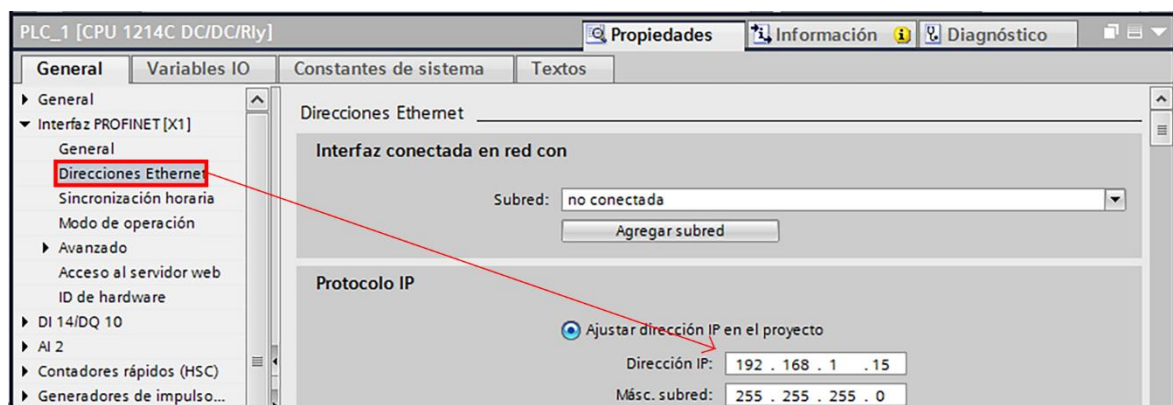 PLC_1 [CPU 1214C DC/DC/Rly]
Propiedades
Información
Diagnóstico
General
Variables IO
Constantes de sistema
Textos
General
Interfaz PROFINET [X1]
General
Direcciones Ethernet
Sincronización horaria
Modo de operación
Avanzado
Acceso al servidor web
ID de hardware
DI 14/DQ 10
AI 2
Contadores rápidos (HSC)
Generadores de impulso...
Direcciones Ethernet
Interfaz conectada en red con
Subred: no conectada
Agregar subred
Protocolo IP
Ajustar dirección IP en el proyecto
Dirección IP: 192 . 168 . 1 . 15
Másc. subred: 255 . 255 . 255 . 0